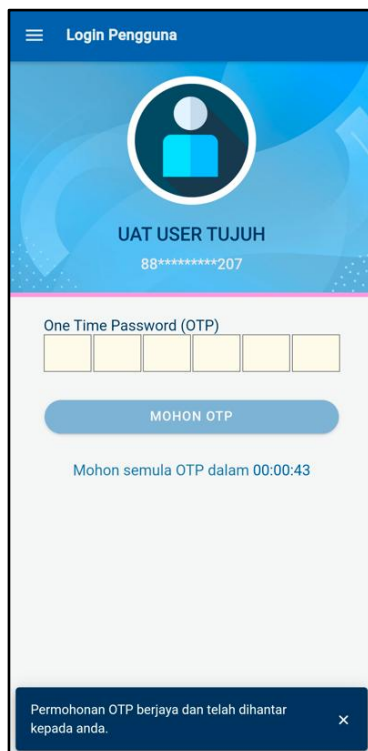 Login Pengguna
UAT USER TUJUH
88*********207
One Time Password (OTP)
MOHON OTP
Mohon semula OTP dalam 00:00:43
Permohonan OTP berjaya dan telah dihantar
kepada anda.